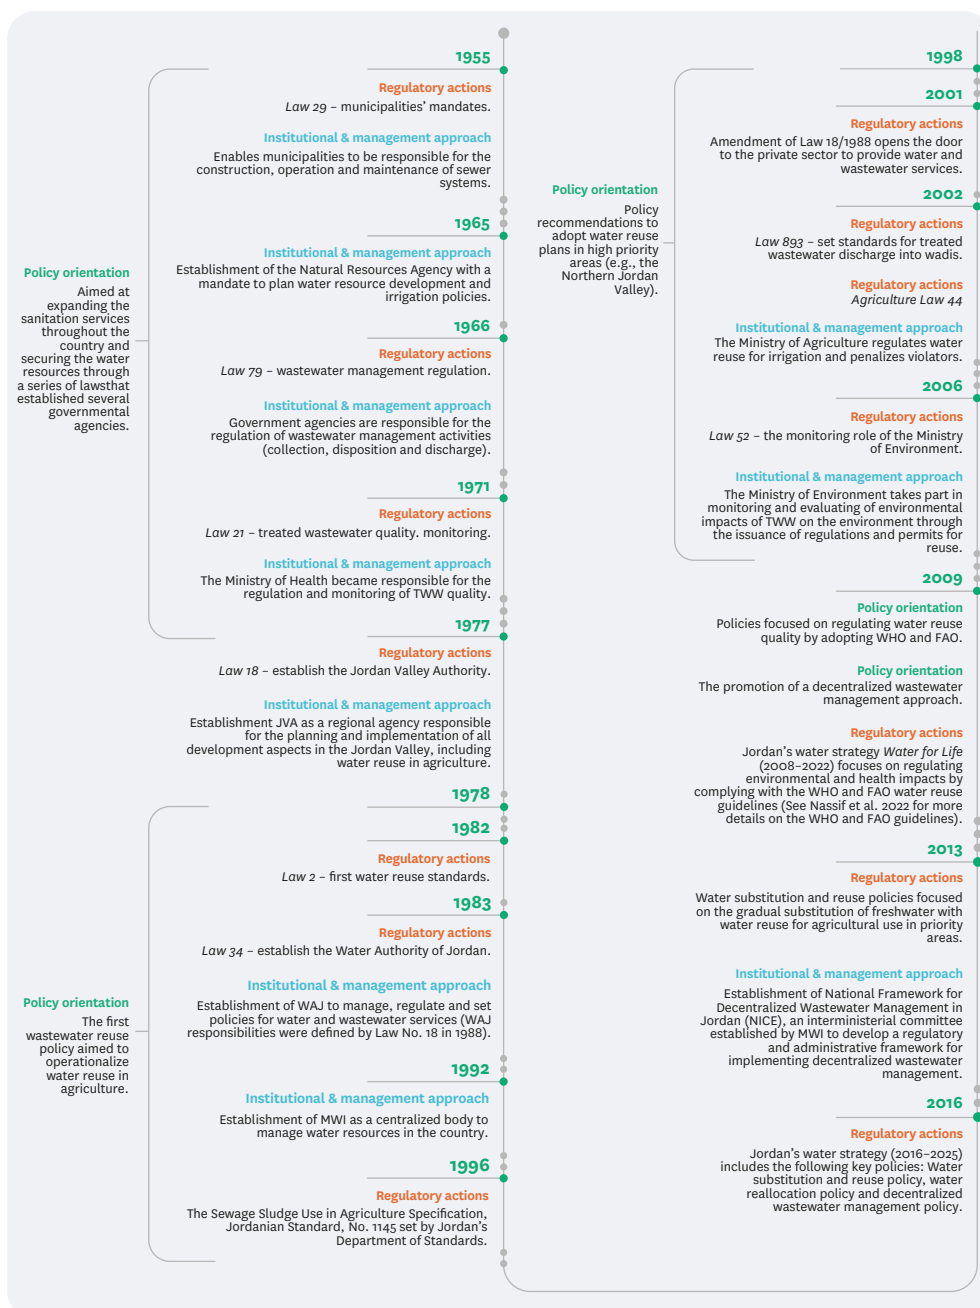 1955
Regulatory actions
Law 29 – municipalities' mandates.
Institutional & management approach
Enables municipalities to be responsible for the
construction, operation and maintenance of sewer
systems.
1965
Institutional & management approach
Establishment of the Natural Resources Agency with a
mandate to plan water resource development and
irrigation policies.
Policy orientation
Aimed at
expanding the
sanitation services
throughout the
country and
securing the water
resources through
a series of lawsthat
established several
governmental
agencies.
1966
Regulatory actions
Law 79 – wastewater management regulation.
Institutional & management approach
Government agencies are responsible for the
regulation of wastewater management activities
(collection, disposition and discharge).
1971
Regulatory actions
Law 21 – treated wastewater quality. monitoring.
Institutional & management approach
The Ministry of Health became responsible for the
regulation and monitoring of TWW quality.
1977
Regulatory actions
Law 18 – establish the Jordan Valley Authority.
Institutional & management approach
Establishment JVA as a regional agency responsible
for the planning and implementation of all
development aspects in the Jordan Valley, including
water reuse in agriculture.
1978
1982
Regulatory actions
Law 2 – first water reuse standards.
1983
Regulatory actions
Law 34 – establish the Water Authority of Jordan.
Institutional & management approach
Establishment of WAJ to manage, regulate and set
policies for water and wastewater services (WAJ
responsibilities were defined by Law No. 18 in 1988).
Policy orientation
The first
wastewater reuse
policy aimed to
operationalize
water reuse in
agriculture.
1992
Institutional & management approach
Establishment of MWI as a centralized body to
manage water resources in the country.
1996
Regulatory actions
The Sewage Sludge Use in Agriculture Specification,
Jordanian Standard, No. 1145 set by Jordan's
Department of Standards.
1998
2001
Regulatory actions
Amendment of Law 18/1988 opens the door
to the private sector to provide water and
wastewater services.
Policy orientation
Policy
recommendations to
adopt water reuse
plans in high priority
areas (e.g., the
Northern Jordan
Valley).
2002
Regulatory actions
Law 893 – set standards for treated
wastewater discharge into wadis.
Regulatory actions
Agriculture Law 44
Institutional & management approach
The Ministry of Agriculture regulates water
reuse for irrigation and penalizes violators.
2006
Regulatory actions
Law 52 – the monitoring role of the Ministry
of Environment.
Institutional & management approach
The Ministry of Environment takes part in
monitoring and evaluating of environmental
impacts of TWW on the environment through
the issuance of regulations and permits for
reuse.
2009
Policy orientation
Policies focused on regulating water reuse
quality by adopting WHO and FAO.
Policy orientation
The promotion of a decentralized wastewater
management approach.
Regulatory actions
Jordan's water strategy Water for Life
(2008–2022) focuses on regulating
environmental and health impacts by
complying with the WHO and FAO water reuse
guidelines (See Nassif et al. 2022 for more
details on the WHO and FAO guidelines).
2013
Regulatory actions
Water substitution and reuse policies focused
on the gradual substitution of freshwater with
water reuse for agricultural use in priority
areas.
Institutional & management approach
Establishment of National Framework for
Decentralized Wastewater Management in
Jordan (NICE), an interministerial committee
established by MWI to develop a regulatory
and administrative framework for
implementing decentralized wastewater
management.
2016
Regulatory actions
Jordan's water strategy (2016–2025)
includes the following key policies: Water
substitution and reuse policy, water
reallocation policy and decentralized
wastewater management policy.